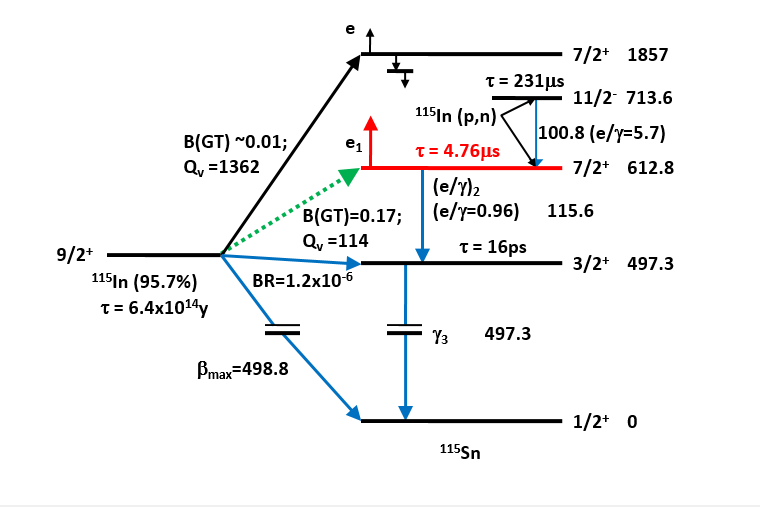 e
7/2⁺ 1857
τ = 231μs
11/2⁻ 713.6
¹¹⁵In (p,n)
100.8 (e/γ=5.7)
B(GT) ~0.01;
Qᵥ =1362
e₁
τ = 4.76μs
7/2⁺ 612.8
(e/γ)₂
(e/γ=0.96) 115.6
B(GT)=0.17;
Qᵥ =114
τ = 16ps
9/2⁺
3/2⁺ 497.3
¹¹⁵In (95.7%)
τ = 6.4x10¹⁴y
BR=1.2x10⁻⁶
γ₃ 497.3
βmax=498.8
1/2⁺ 0
¹¹⁵Sn